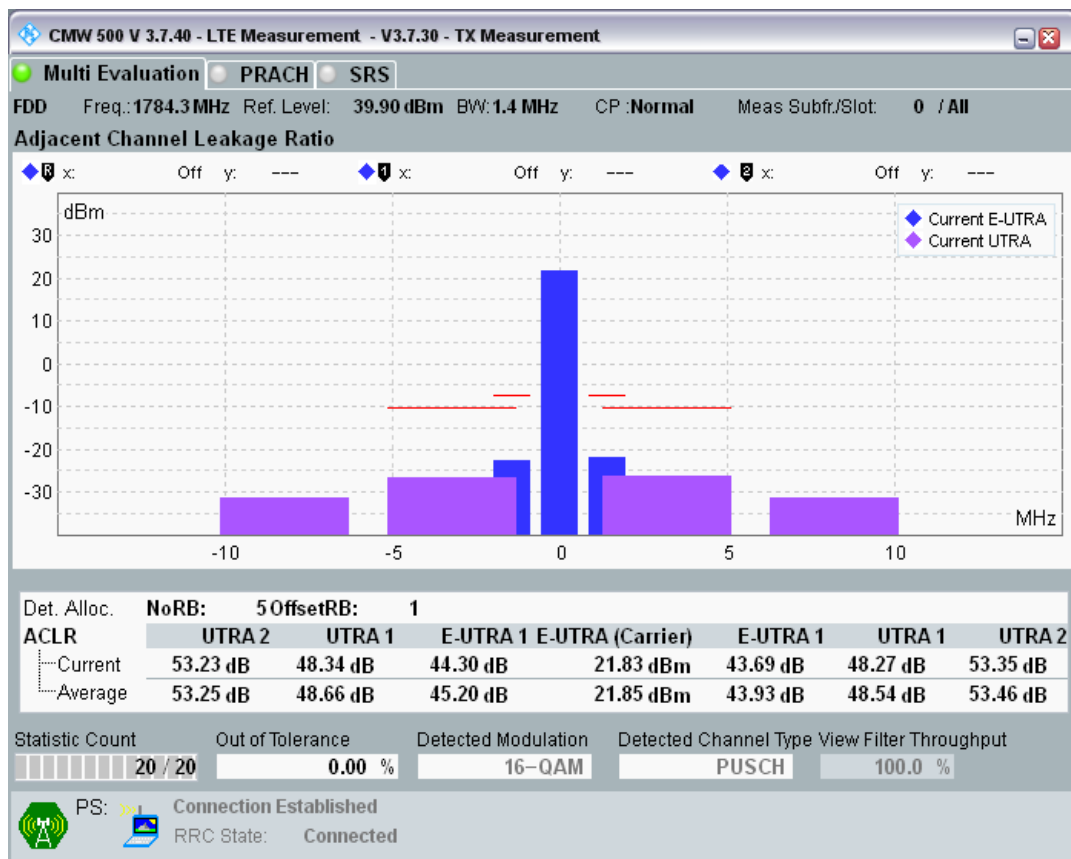 CMW 500 V 3.7.40 - LTE Measurement - V3.7.30 - TX Measurement
Multi Evaluation PRACH SRS
FDD Freq.: 1784.3 MHz Ref. Level: 39.90 dBm BW: 1.4 MHz CP :Normal Meas Subfr./Slot: 0 / All
Adjacent Channel Leakage Ratio
R x: Off y: --- 1 x: Off y: --- 2 x: Off y: ---
dBm
Current E-UTRA
Current UTRA
30
20
10
0
-10
-20
-30
MHz
-10 -5 0 5 10
Det. Alloc. NoRB: 5 OffsetRB: 1
ACLR UTRA 2 UTRA 1 E-UTRA 1 E-UTRA (Carrier) E-UTRA 1 UTRA 1 UTRA 2
Current 53.23 dB 48.34 dB 44.30 dB 21.83 dBm 43.69 dB 48.27 dB 53.35 dB
Average 53.25 dB 48.66 dB 45.20 dB 21.85 dBm 43.93 dB 48.54 dB 53.46 dB
Statistic Count Out of Tolerance Detected Modulation Detected Channel Type View Filter Throughput
20 / 20 0.00 % 16-QAM PUSCH 100.0 %
PS: Connection Established
RRC State: Connected